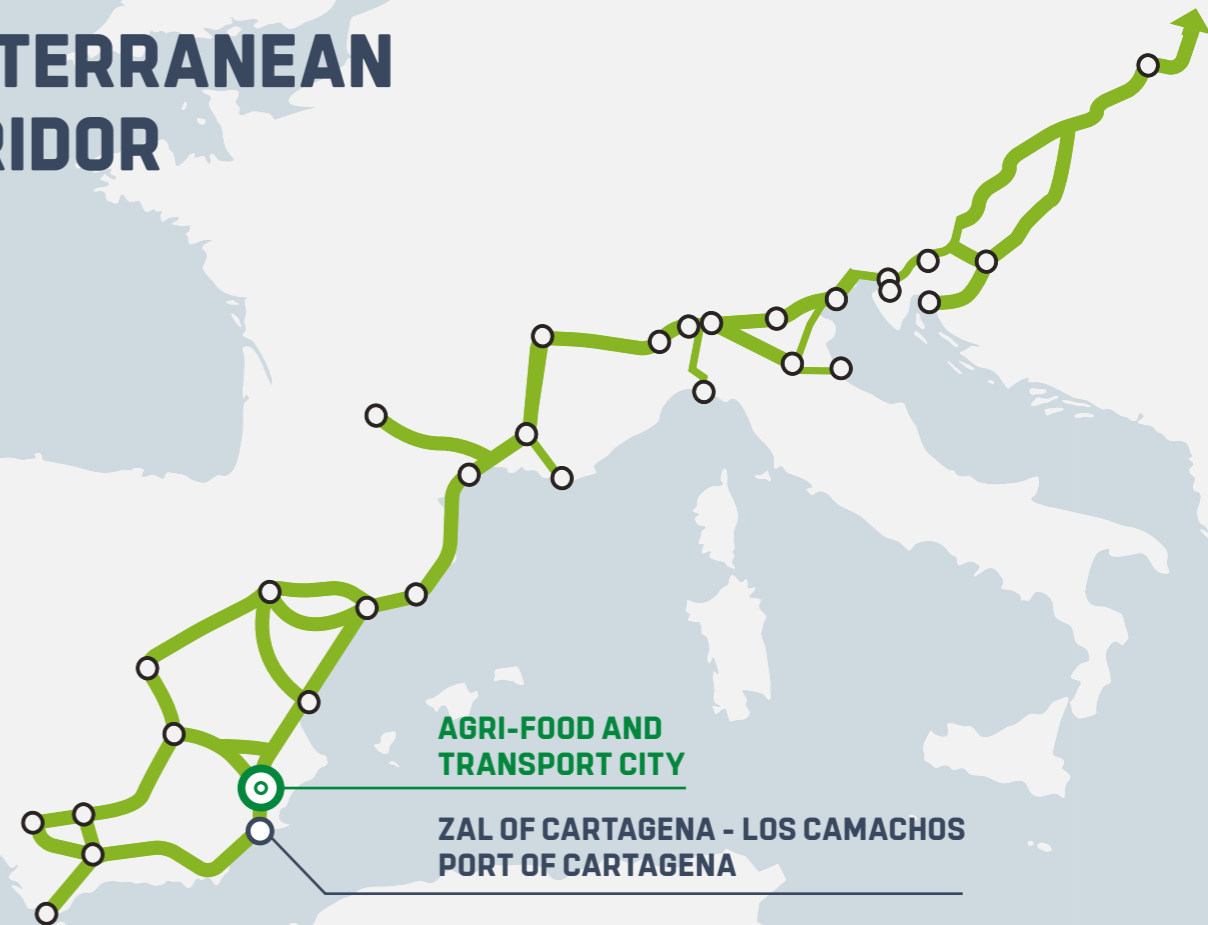 TERRANEAN
RIDOR
AGRI-FOOD AND
TRANSPORT CITY
ZAL OF CARTAGENA - LOS CAMACHOS
PORT OF CARTAGENA